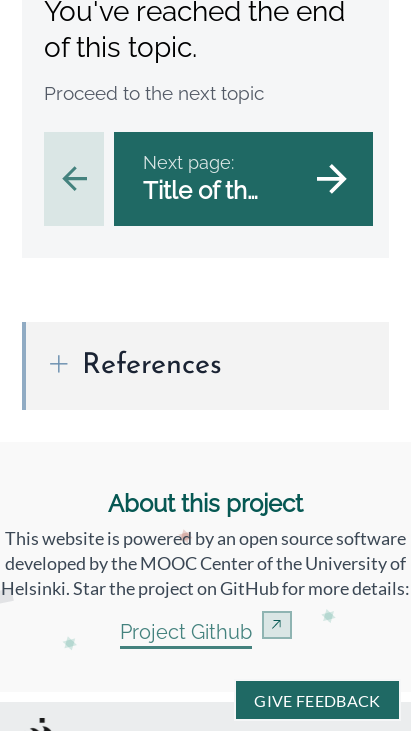 You've reached the end
of this topic.
Proceed to the next topic
Next page:
Title of th...
References
About this project
This website is powered by an open source software
developed by the MOOC Center of the University of
Helsinki. Star the project on GitHub for more details:
Project Github
GIVE FEEDBACK